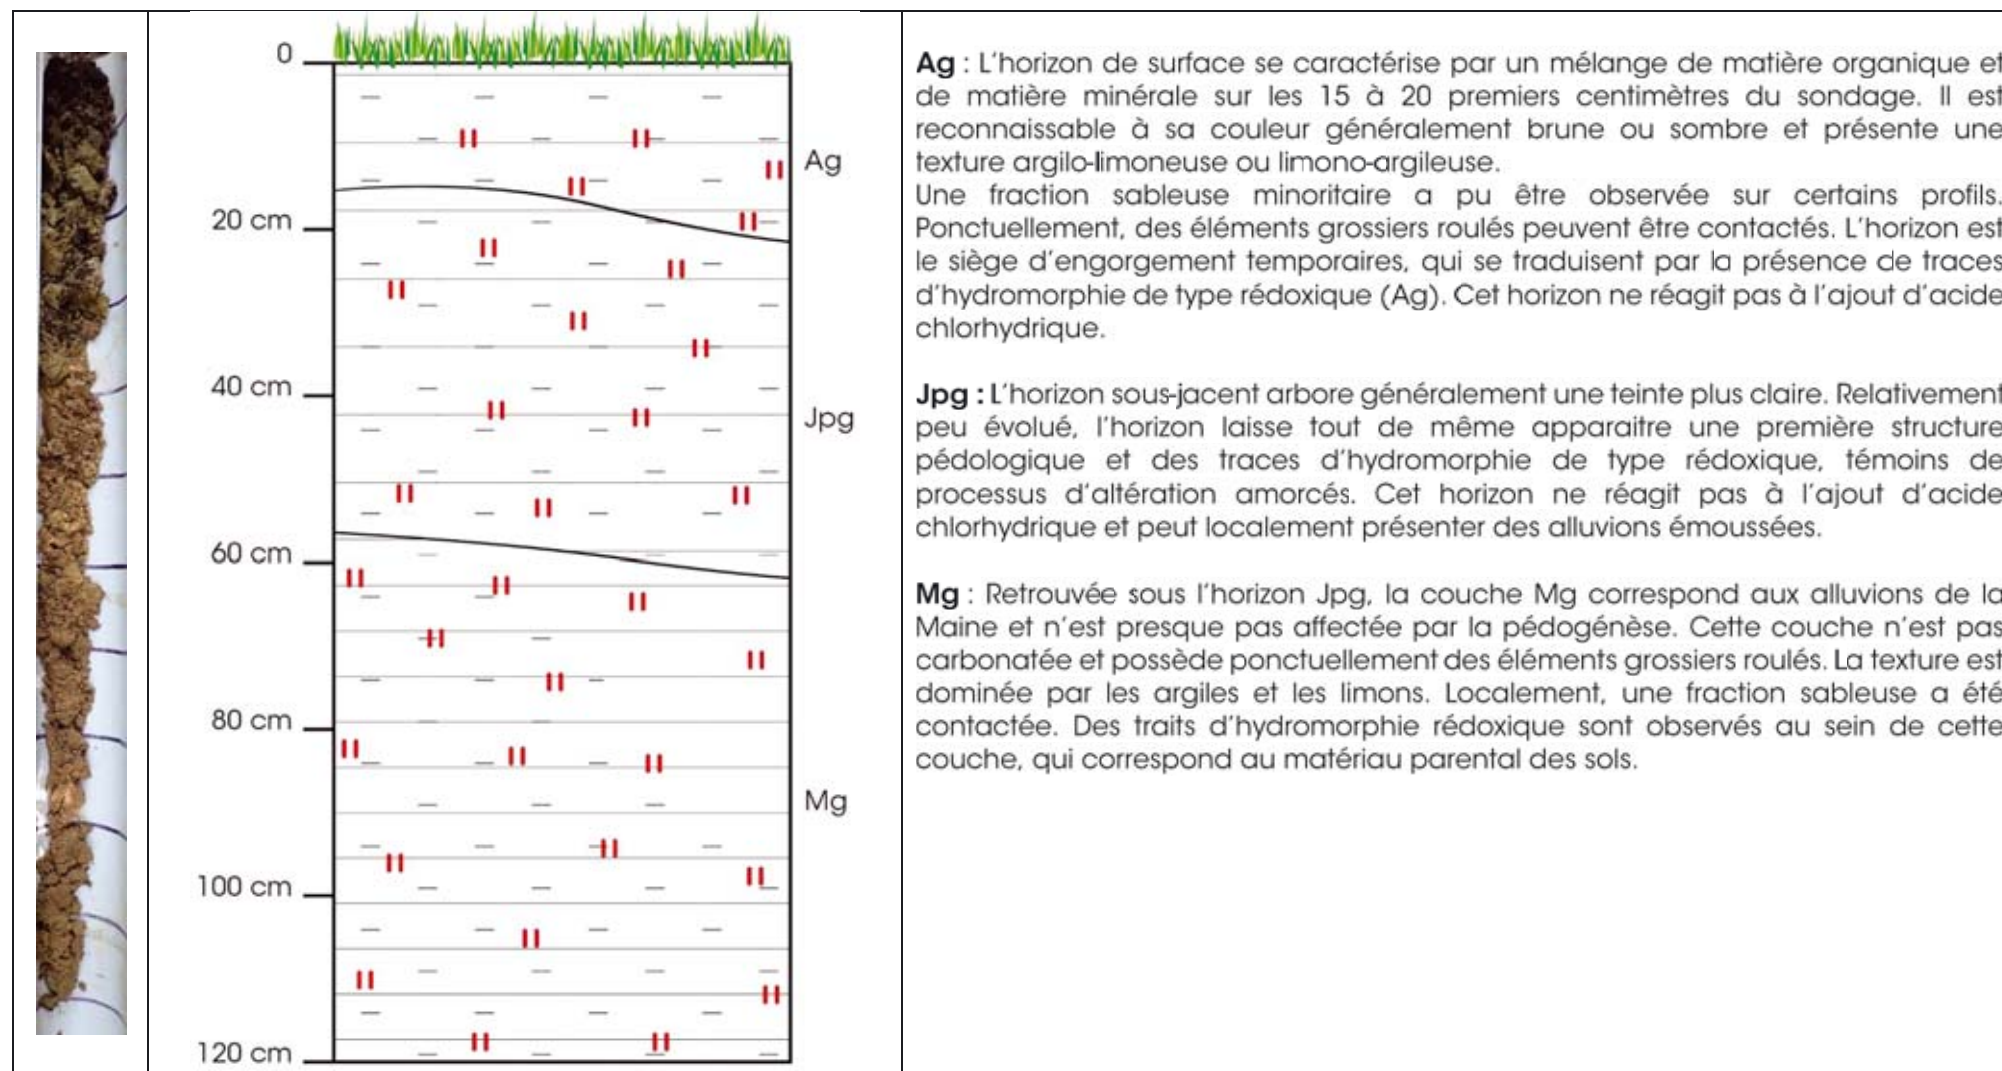 0
20 cm
40 cm
60 cm
80 cm
100 cm
120 cm
Ag
Jpg
Mg
Ag : L'horizon de surface se caractérise par un mélange de matière organique et
de matière minérale sur les 15 à 20 premiers centimètres du sondage. Il est
reconnaissable à sa couleur généralement brune ou sombre et présente une
texture argilo-limoneuse ou limono-argileuse.
Une fraction sableuse minoritaire a pu être observée sur certains profils.
Ponctuellement, des éléments grossiers roulés peuvent être contactés. L'horizon est
le siège d'engorgement temporaires, qui se traduisent par la présence de traces
d'hydromorphie de type rédoxique (Ag). Cet horizon ne réagit pas à l'ajout d'acide
chlorhydrique.
Jpg : L'horizon sous-jacent arbore généralement une teinte plus claire. Relativement
peu évolué, l'horizon laisse tout de même apparaitre une première structure
pédologique et des traces d'hydromorphie de type rédoxique, témoins de
processus d'altération amorcés. Cet horizon ne réagit pas à l'ajout d'acide
chlorhydrique et peut localement présenter des alluvions émoussées.
Mg : Retrouvée sous l'horizon Jpg, la couche Mg correspond aux alluvions de la
Maine et n'est presque pas affectée par la pédogénèse. Cette couche n'est pas
carbonatée et possède ponctuellement des éléments grossiers roulés. La texture est
dominée par les argiles et les limons. Localement, une fraction sableuse a été
contactée. Des traits d'hydromorphie rédoxique sont observés au sein de cette
couche, qui correspond au matériau parental des sols.